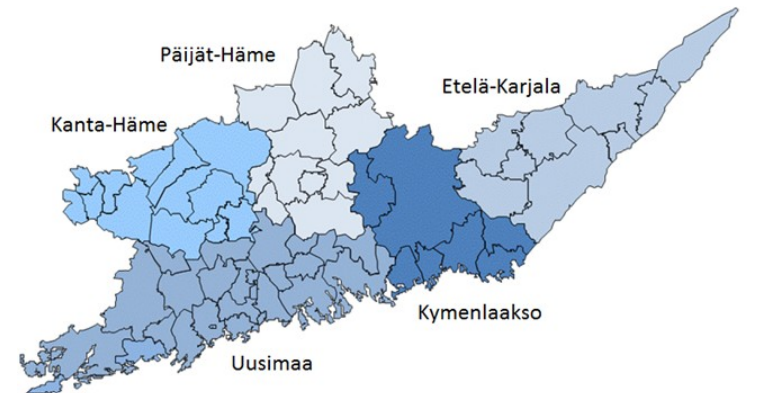 Päijät-Häme
Etelä-Karjala
Kanta-Häme
Kymenlaakso
Uusimaa